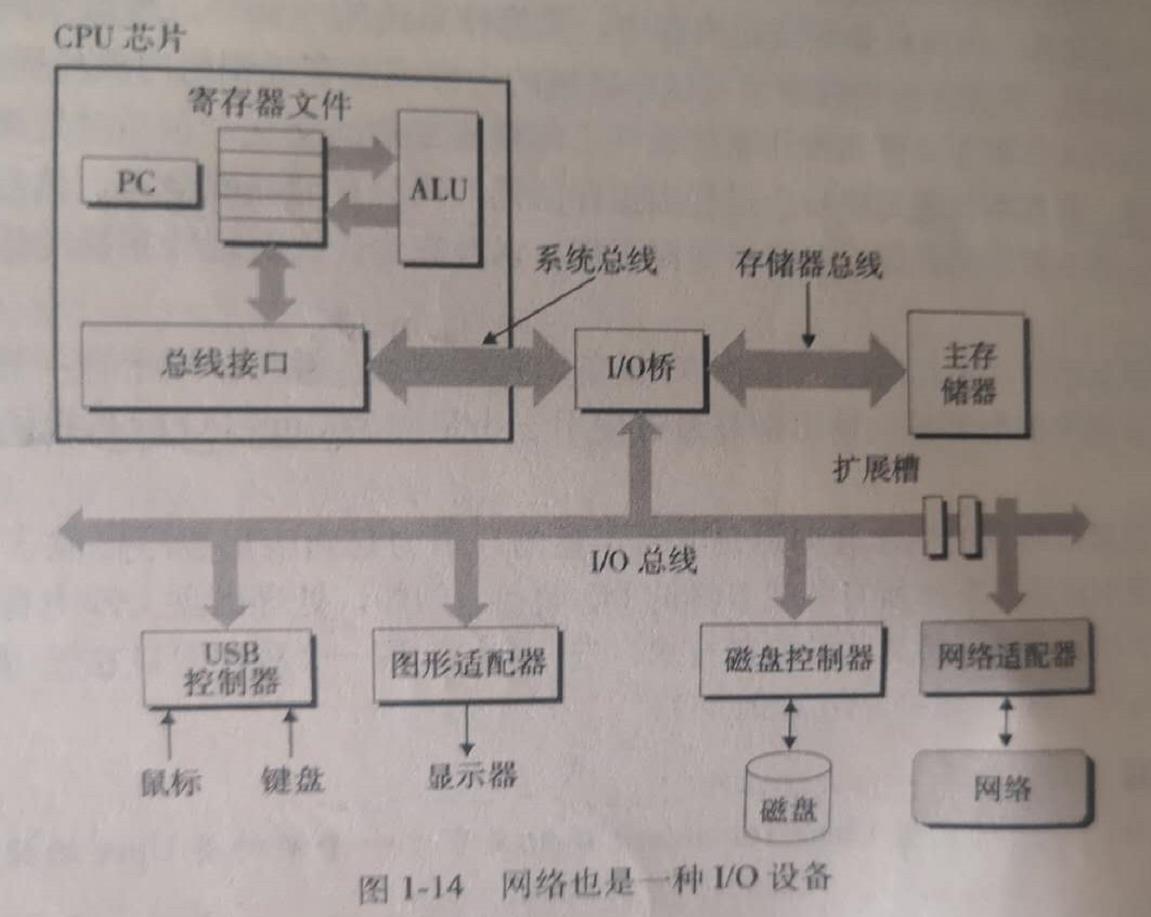 CPU 芯片
寄存器文件
PC
ALU
系统总线
存储器总线
总线接口
I/O桥
主存
储器
扩展槽
I/O 总线
USB
控制器
图形适配器
磁盘控制器
网络适配器
鼠标
键盘
显示器
磁盘
网络
图 1-14 网络也是一种 I/O 设备